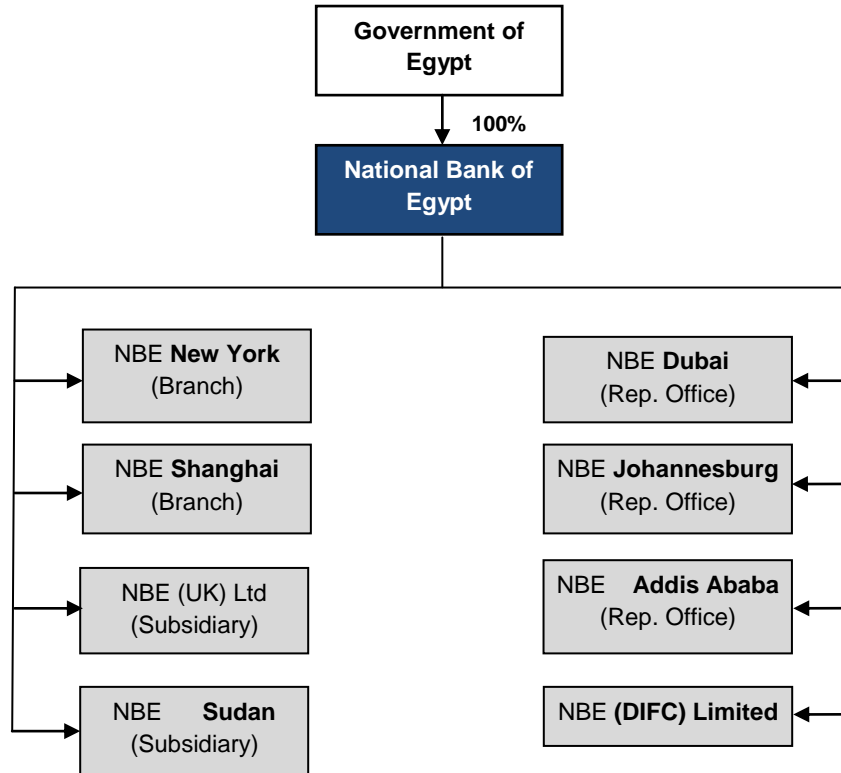 Government of
Egypt
100%
National Bank of
Egypt
NBE New York
(Branch)
NBE Shanghai
(Branch)
NBE (UK) Ltd
(Subsidiary)
NBE Sudan
(Subsidiary)
NBE Dubai
(Rep. Office)
NBE Johannesburg
(Rep. Office)
NBE Addis Ababa
(Rep. Office)
NBE (DIFC) Limited